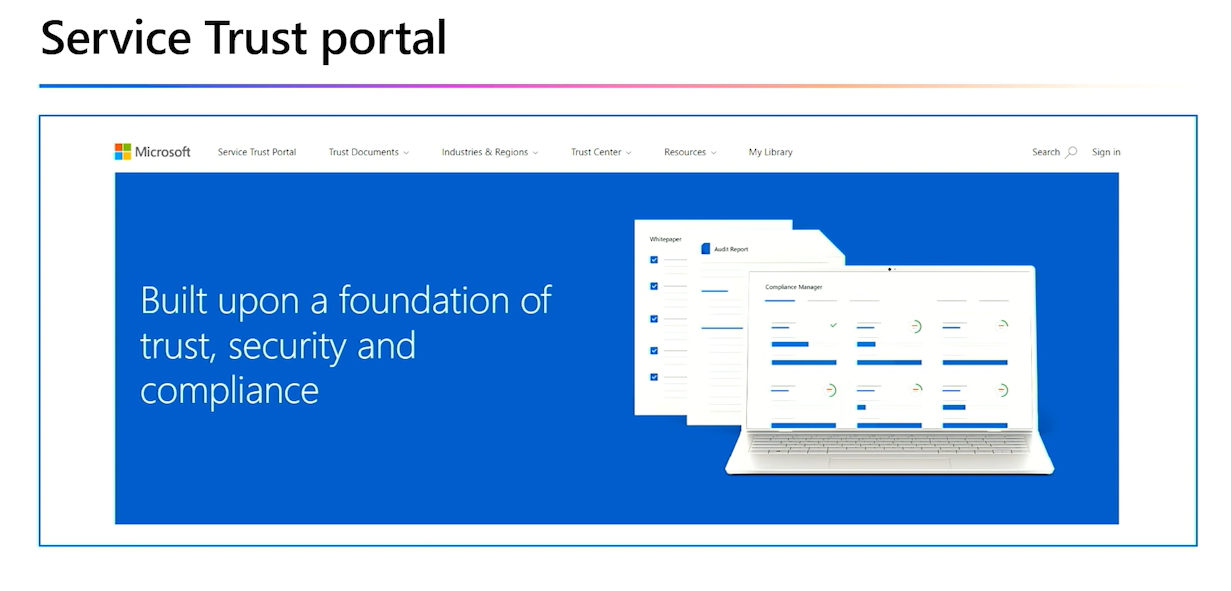 Service Trust portal
Microsoft Service Trust Portal Trust Documents Industries & Regions Trust Center Resources My Library Search Sign in
Built upon a foundation of
trust, security and
compliance
Whitepaper
Audit Report
Compliance Manager